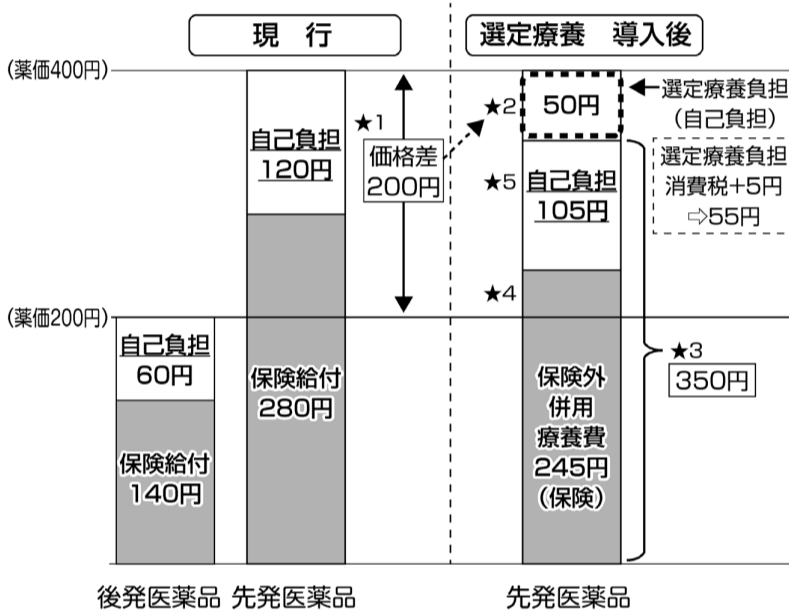 現　行
選定療養　導入後
(薬価400円)
自己負担
120円
★1
価格差
200円
★2
50円
選定療養負担
(自己負担)
選定療養負担
消費税+5円
⇨55円
★5
自己負担
105円
★4
(薬価200円)
自己負担
60円
保険給付
140円
保険給付
280円
保険外
併用
療養費
245円
(保険)
★3
350円
後発医薬品
先発医薬品
先発医薬品